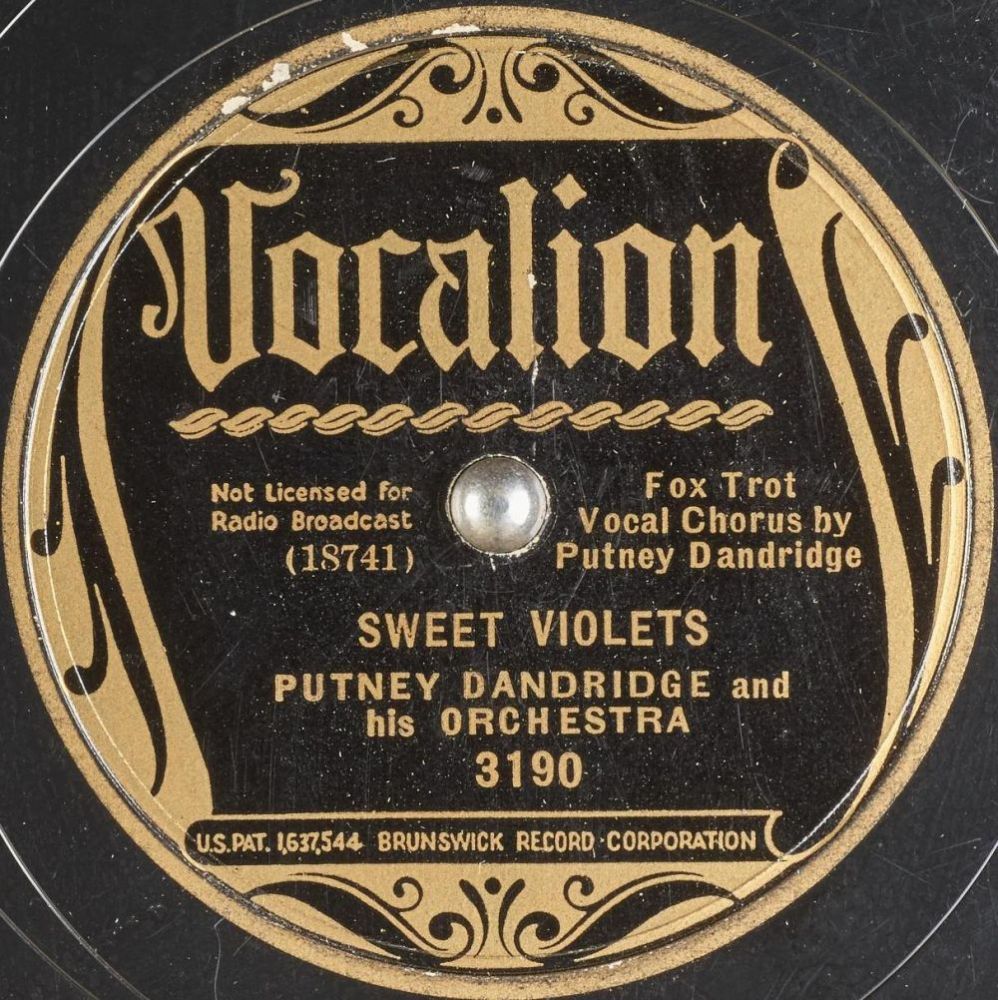 Vocalion
Not Licensed for
Radio Broadcast
(18741)
Fox Trot
Vocal Chorus by
Putney Dandridge
SWEET VIOLETS
PUTNEY DANDRIDGE and
his ORCHESTRA
3190
U.S.PAT. 1,637,544 BRUNSWICK RECORD CORPORATION